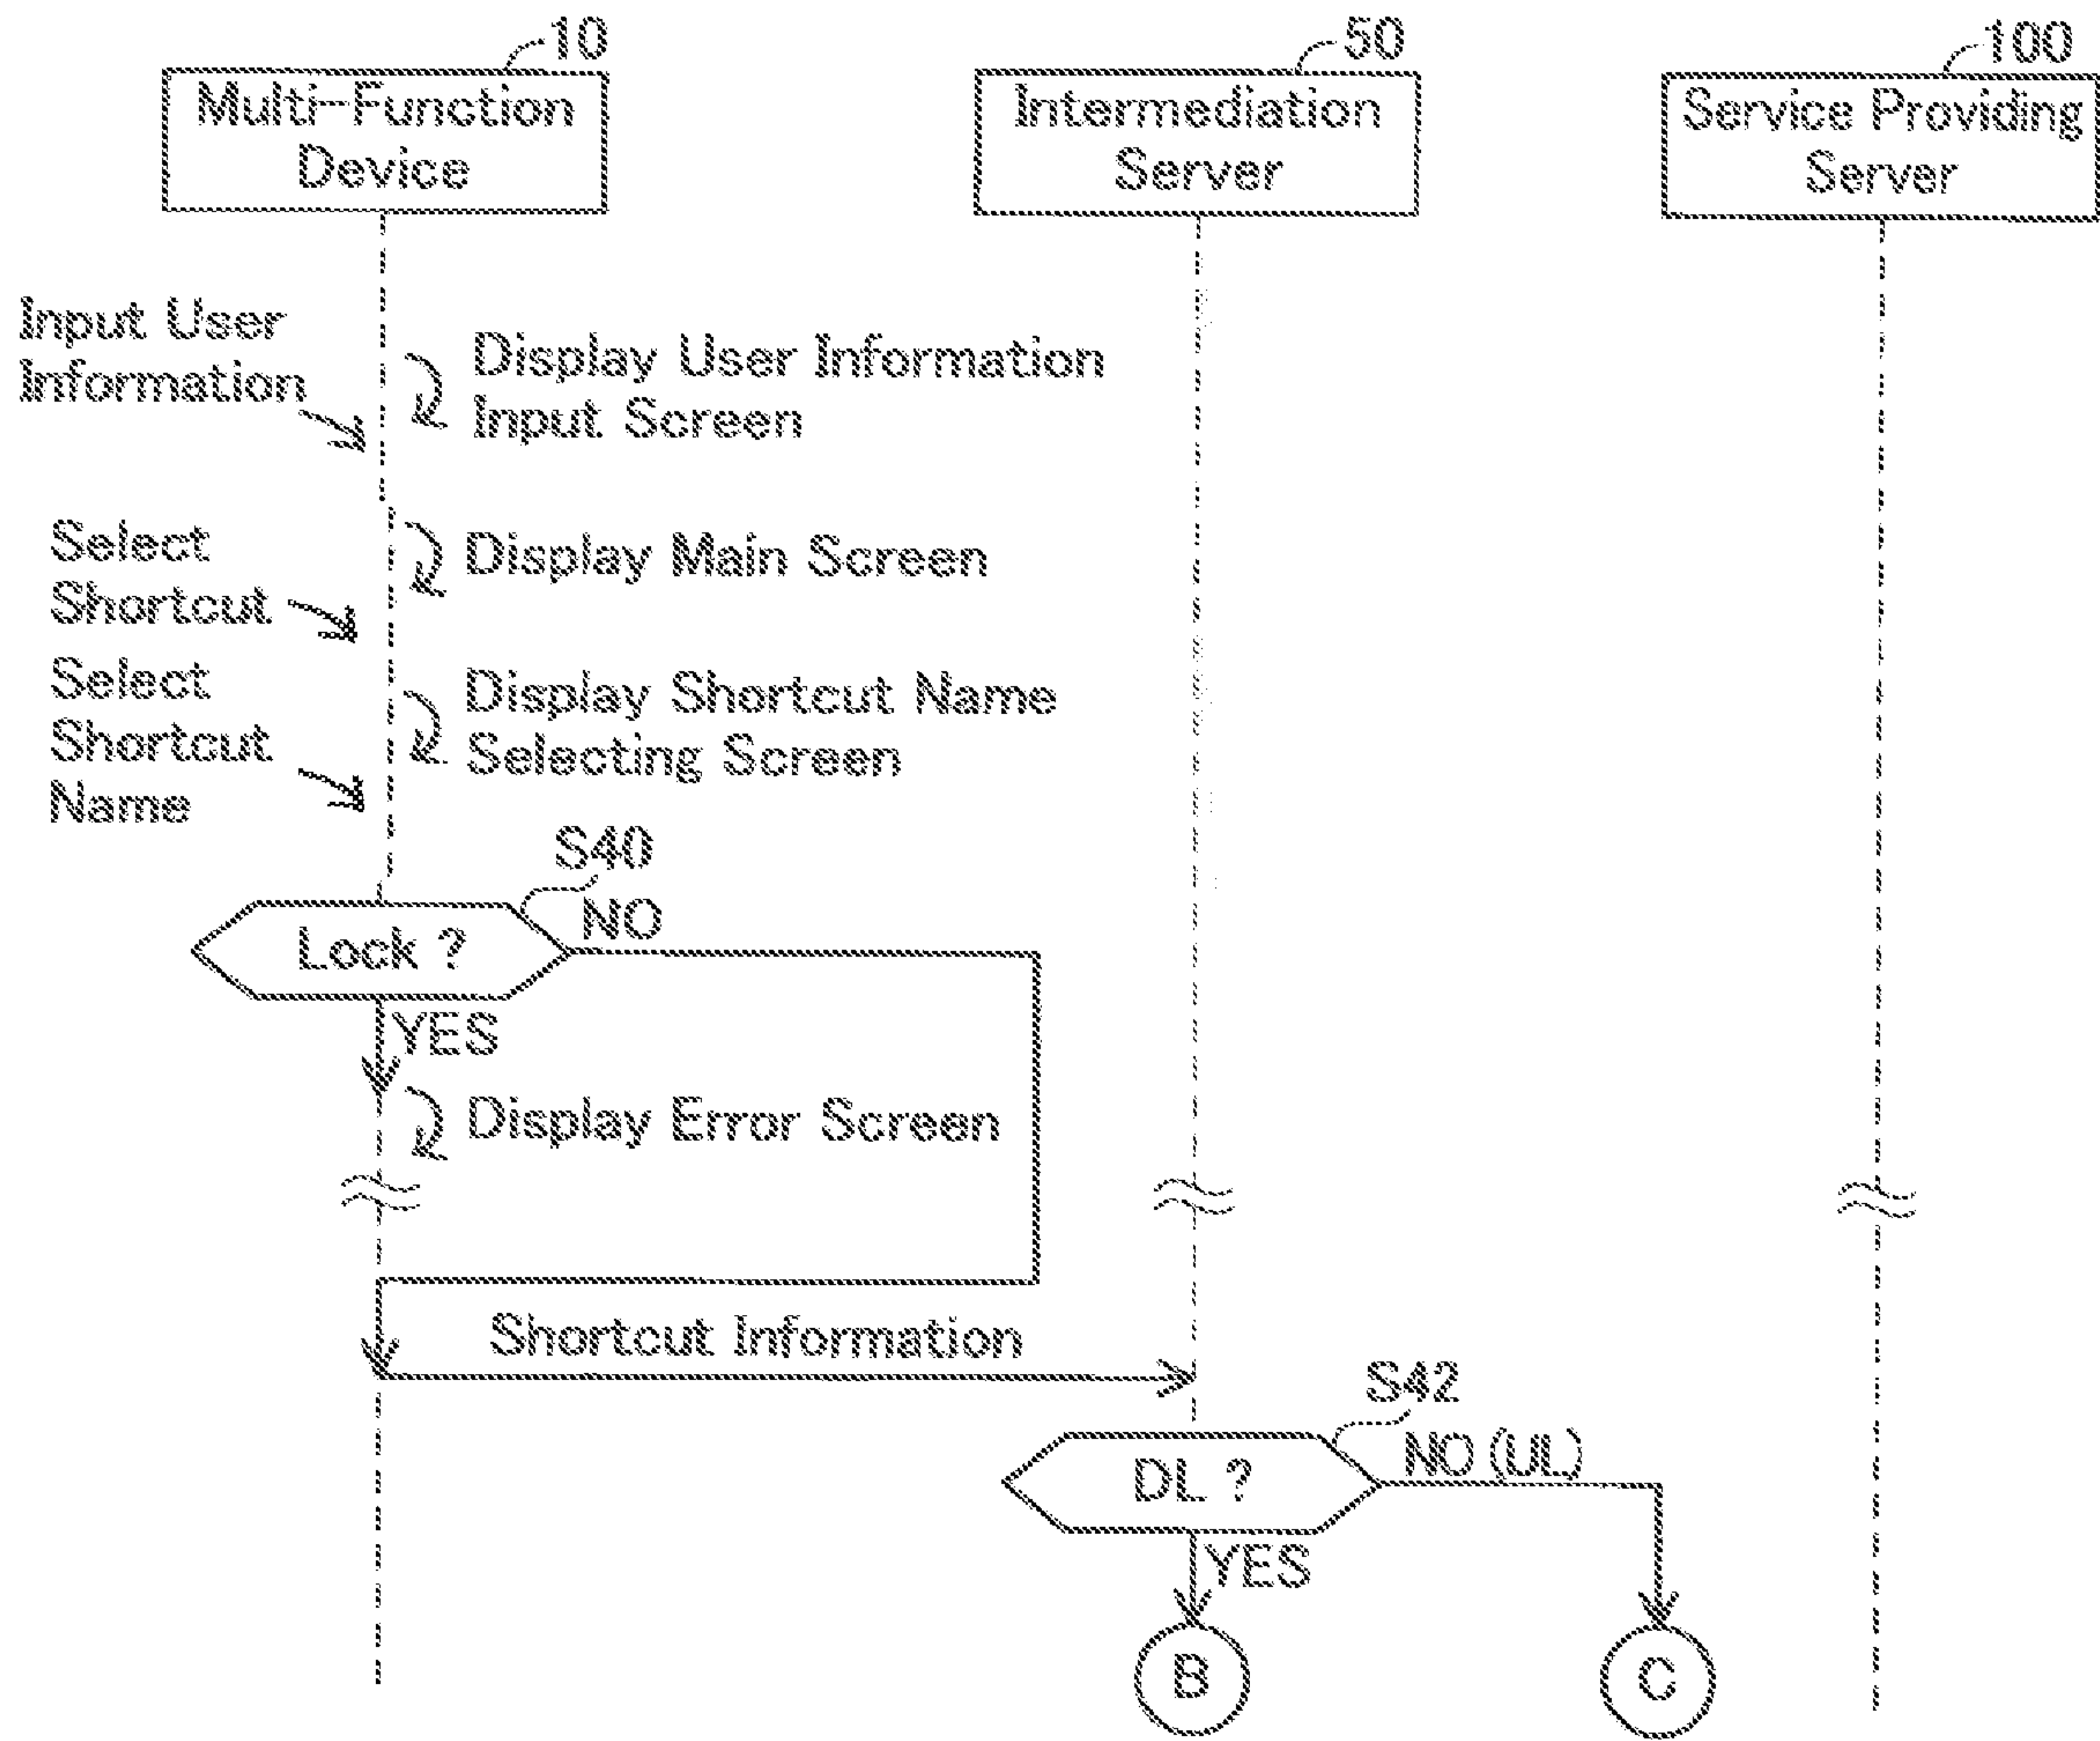 10
50
100
Multi-Function
Device
Intermediation
Server
Service Providing
Server
Input User
Information
Display User Information
Input Screen
Select
Shortcut
Display Main Screen
Select
Shortcut
Name
Display Shortcut Name
Selecting Screen
S40
NO
Lock ?
YES
Display Error Screen
Shortcut Information
S42
NO (UL)
DL ?
YES
B
C